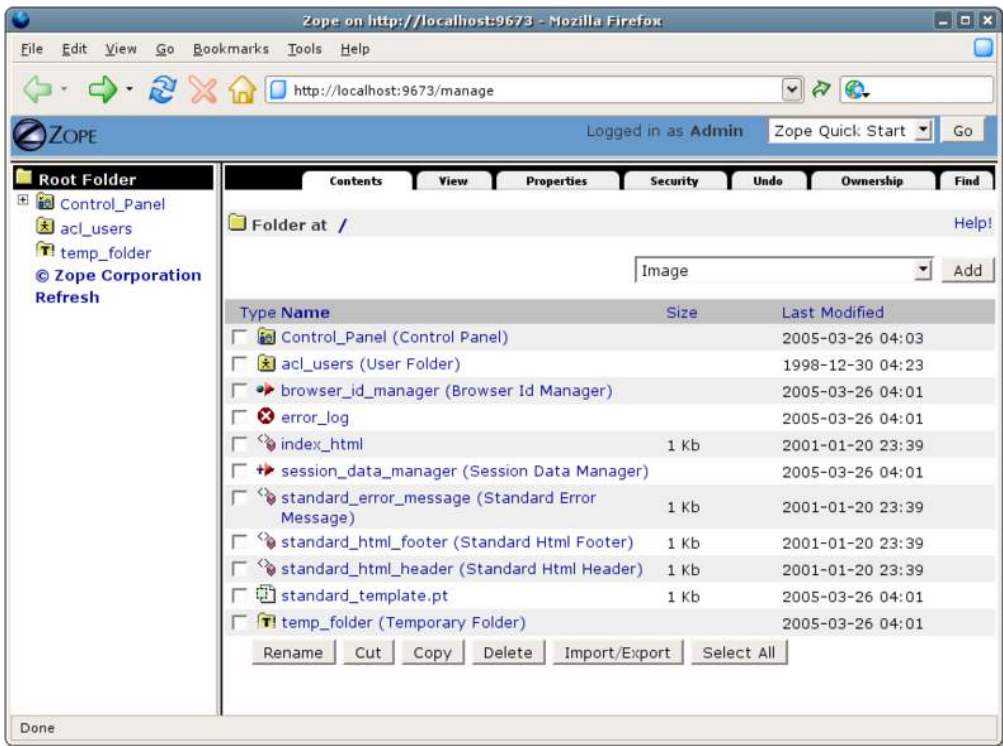 Zope on http://localhost:9673 - Mozilla Firefox
File Edit View Go Bookmarks Tools Help
http://localhost:9673/manage
ZOPE Logged in as Admin Zope Quick Start Go
Root Folder
Control_Panel
acl_users
temp_folder
© Zope Corporation
Refresh
Contents View Properties Security Undo Ownership Find
Folder at / Help!
Image Add
Type Name Size Last Modified
Control_Panel (Control Panel) 2005-03-26 04:03
acl_users (User Folder) 1998-12-30 04:23
browser_id_manager (Browser Id Manager) 2005-03-26 04:01
error_log 2005-03-26 04:01
index_html 1 Kb 2001-01-20 23:39
session_data_manager (Session Data Manager) 2005-03-26 04:01
standard_error_message (Standard Error
Message) 1 Kb 2001-01-20 23:39
standard_html_footer (Standard Html Footer) 1 Kb 2001-01-20 23:39
standard_html_header (Standard Html Header) 1 Kb 2001-01-20 23:39
standard_template.pt 1 Kb 2005-03-26 04:01
temp_folder (Temporary Folder) 2005-03-26 04:01
Rename Cut Copy Delete Import/Export Select All
Done